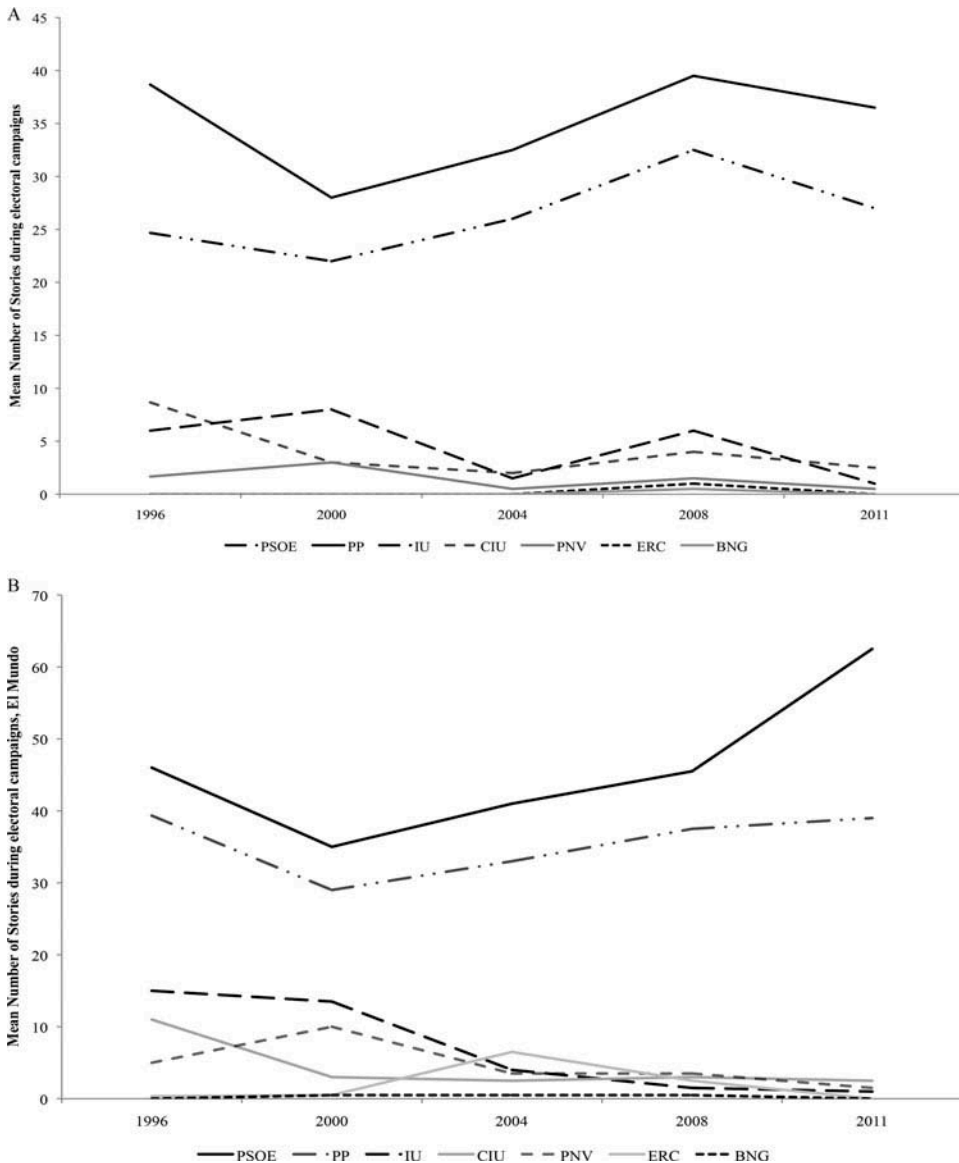 A
Mean Number of Stories during electoral campaigns
45
40
35
30
25
20
15
10
5
0
1996 2000 2004 2008 2011
PSOE PP IU CIU PNV ERC BNG
B
Mean Number of Stories during electoral campaigns, El Mundo
70
60
50
40
30
20
10
0
1996 2000 2004 2008 2011
PSOE PP IU CIU PNV ERC BNG